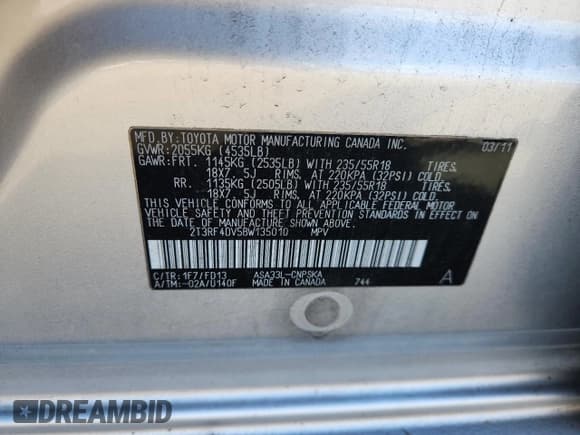 MFD.BY:TOYOTA MOTOR MANUFACTURING CANADA INC. 03/11
GVWR:2055KG (4535LB)
GAWR:FRT. 1145KG (2535LB) WITH 235/55R18 TIRES.
18X7 5J RIMS. AT 220KPA (32PSI) COLD.
RR. 1135KG (2505LB) WITH 235/55R18 TIRES.
18X7 5J RIMS. AT 220KPA (32PSI) COLD.
THIS VEHICLE CONFORMS TO ALL APPLICABLE FEDERAL MOTOR
VEHICLE SAFETY STANDARDS IN EFFECT ON
THE DATE OF MANUFACTURE SHOWN ABOVE.
2T3RF4DV5BW135010 MPV
C/TR:1F7/FD13 ASA33L-CNPSKA A
A/TM:-02A/U140F MADE IN CANADA 744
DREAMBID